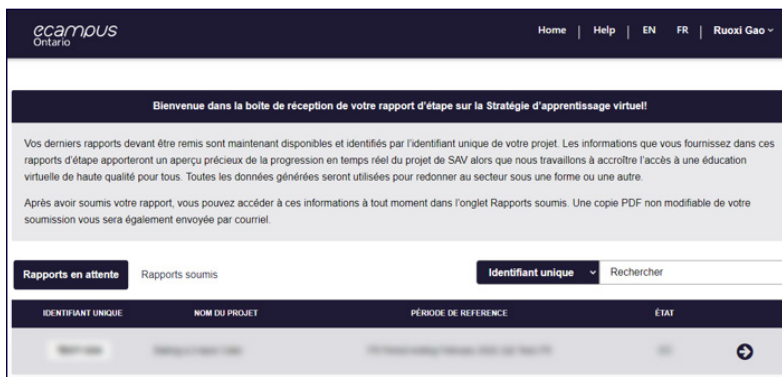 ecampus
Ontario
Home | Help | EN FR | Ruoxi Gao
Bienvenue dans la boite de réception de votre rapport d'étape sur la Stratégie d'apprentissage virtuel!
Vos derniers rapports devant être remis sont maintenant disponibles et identifiés par l'identifiant unique de votre projet. Les informations que vous fournissez dans ces
rapports d'étape apporteront un aperçu précieux de la progression en temps réel du projet de SAV alors que nous travaillons à accroître l'accès à une éducation
virtuelle de haute qualité pour tous. Toutes les données générées seront utilisées pour redonner au secteur sous une forme ou une autre.
Après avoir soumis votre rapport, vous pouvez accéder à ces informations à tout moment dans l'onglet Rapports soumis. Une copie PDF non modifiable de votre
soumission vous sera également envoyée par courriel.
Rapports en attente Rapports soumis Identifiant unique Rechercher
IDENTIFIANT UNIQUE NOM DU PROJET PÉRIODE DE REFERENCE ÉTAT